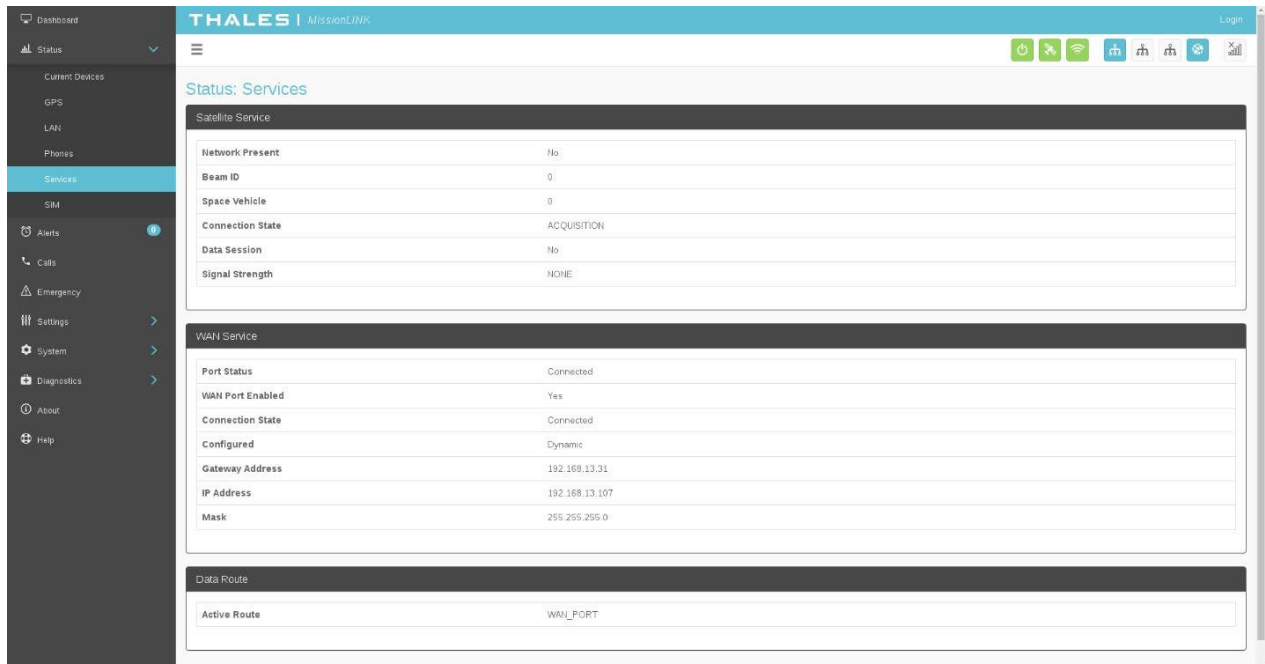 Dashboard
Status
Current Devices
GPS
LAN
Phones
Services
SIM
Alerts 0
Calls
Emergency
Settings
System
Diagnostics
About
Help
THALES | MissionLINK
Login
Status: Services
Satellite Service
Network Present No
Beam ID 0
Space Vehicle 0
Connection State ACQUISITION
Data Session No
Signal Strength NONE
WAN Service
Port Status Connected
WAN Port Enabled Yes
Connection State Connected
Configured Dynamic
Gateway Address 192.168.13.31
IP Address 192.168.13.107
Mask 255.255.255.0
Data Route
Active Route WAN_PORT